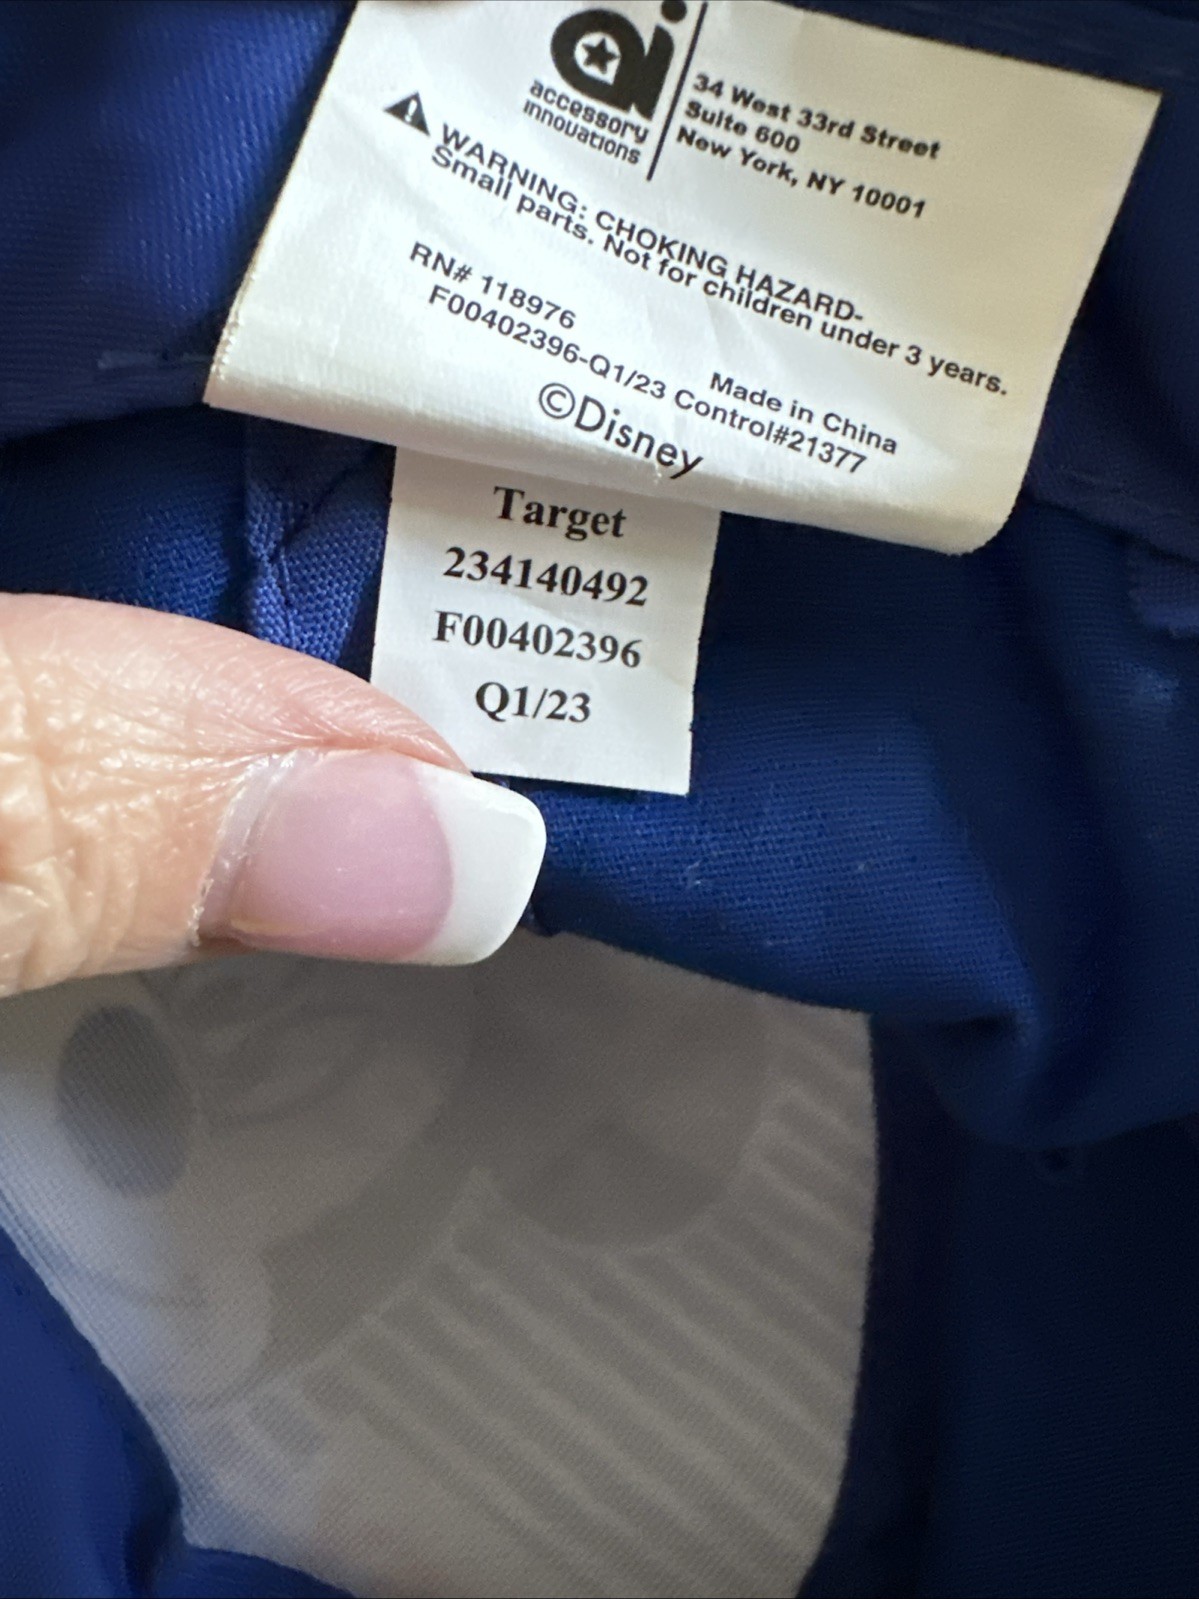 ai
accessory
innovations
34 West 33rd Street
Suite 600
New York, NY 10001
WARNING: CHOKING HAZARD-
Small parts. Not for children under 3 years.
RN# 118976
Made in China
F00402396-Q1/23 Control#21377
©Disney
Target
234140492
F00402396
Q1/23